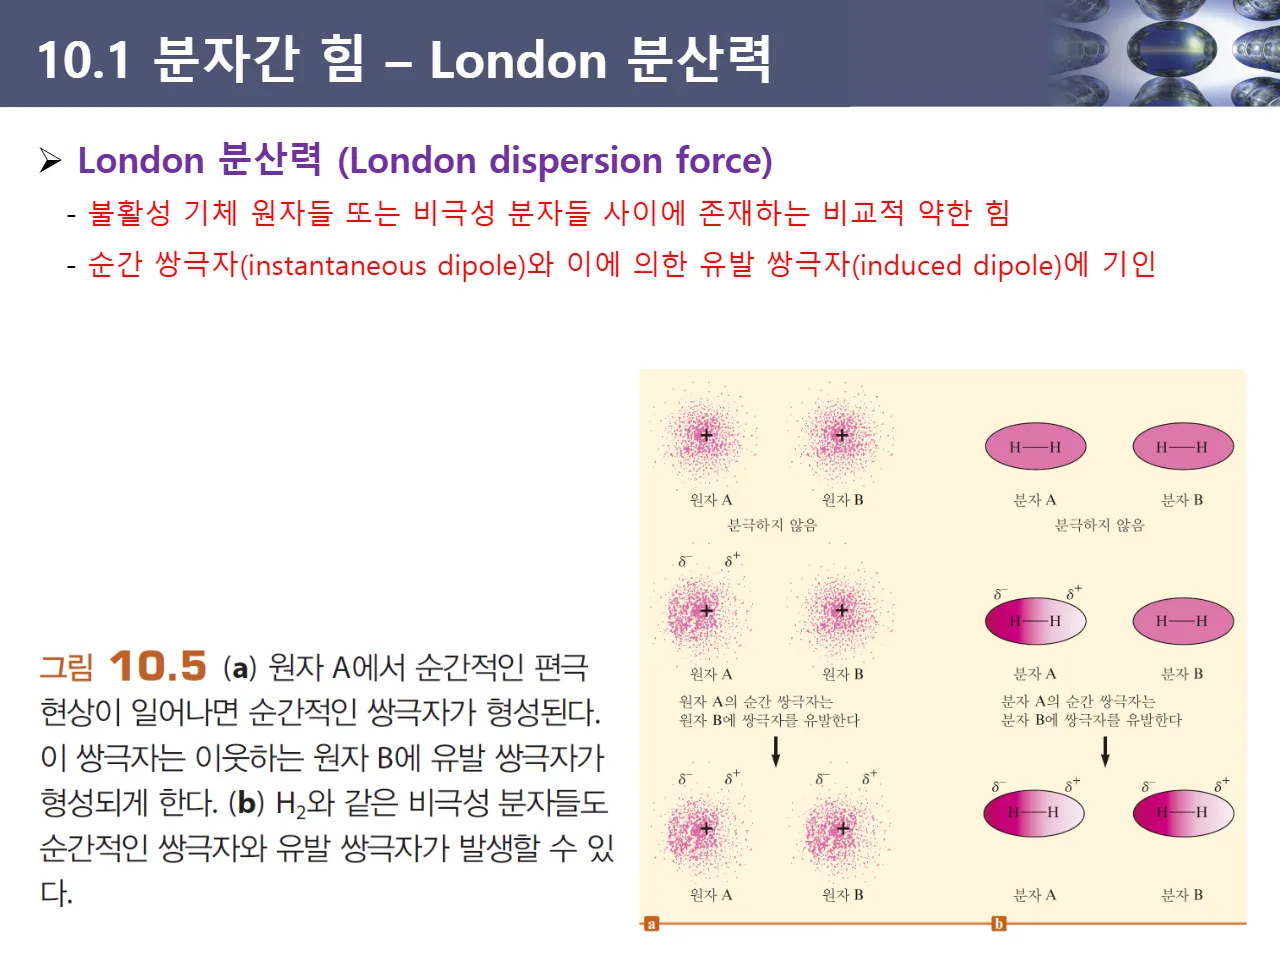 10.1 분자간 힘 – London 분산력
➢ London 분산력 (London dispersion force)
- 불활성 기체 원자들 또는 비극성 분자들 사이에 존재하는 비교적 약한 힘
- 순간 쌍극자(instantaneous dipole)와 이에 의한 유발 쌍극자(induced dipole)에 기인
그림 10.5 (a) 원자 A에서 순간적인 편극
현상이 일어나면 순간적인 쌍극자가 형성된다.
이 쌍극자는 이웃하는 원자 B에 유발 쌍극자가
형성되게 한다. (b) H₂와 같은 비극성 분자들도
순간적인 쌍극자와 유발 쌍극자가 발생할 수 있
다.
+ +
원자 A 원자 B
분극하지 않음
δ⁻ δ⁺
+ +
원자 A 원자 B
원자 A의 순간 쌍극자는
원자 B에 쌍극자를 유발한다
δ⁻ δ⁺ δ⁻ δ⁺
+ +
원자 A 원자 B
a
H—H H—H
분자 A 분자 B
분극하지 않음
δ⁻ δ⁺
H—H H—H
분자 A 분자 B
분자 A의 순간 쌍극자는
분자 B에 쌍극자를 유발한다
δ⁻ δ⁺ δ⁻ δ⁺
H—H H—H
분자 A 분자 B
b